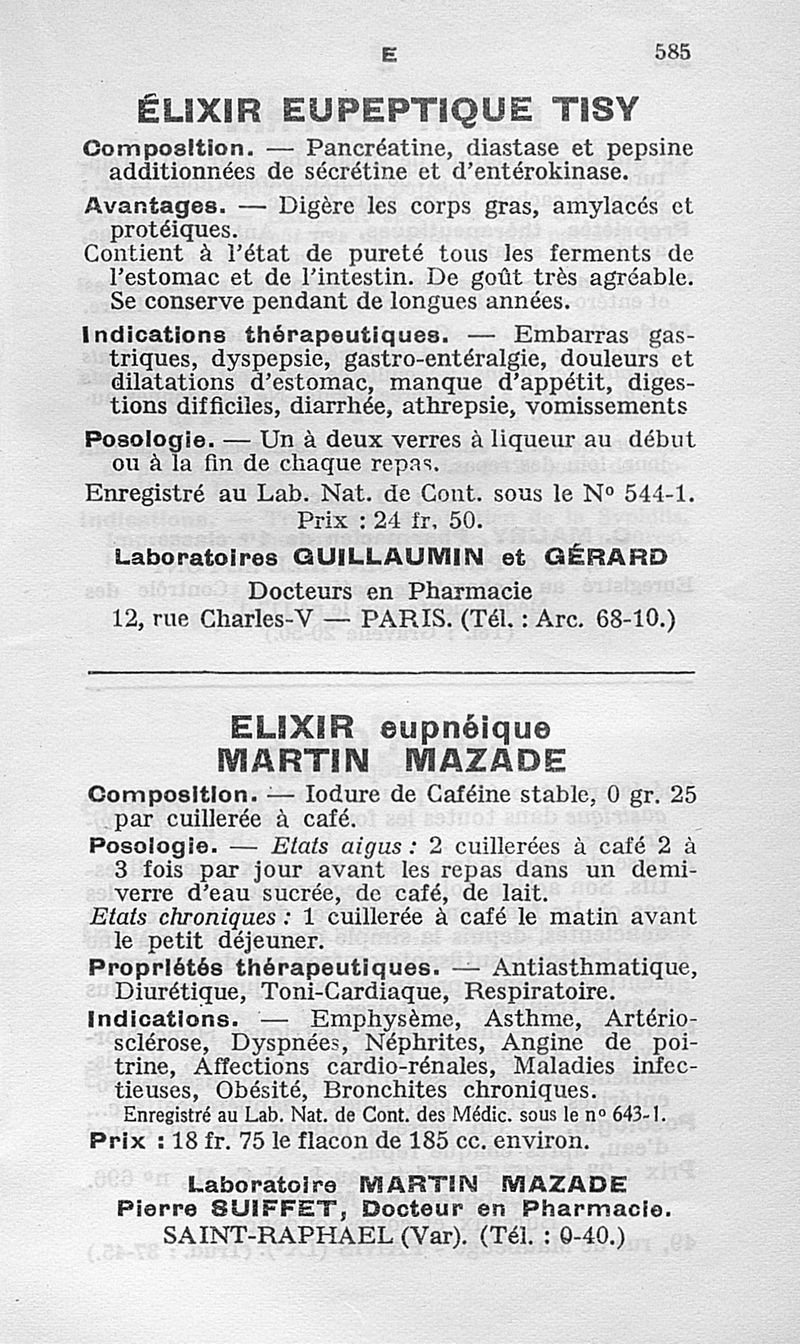 E
585
ÉLIXIR EUPEPTIQUE TISY
Composition. — Pancréatine, diastase et pepsine
additionnées de sécrétine et d'entérokinase.
Avantages. — Digère les corps gras, amylacés et
protéiques.
Contient à l'état de pureté tous les ferments de
l'estomac et de l'intestin. De goût très agréable.
Se conserve pendant de longues années.
Indications thérapeutiques. — Embarras gas-
triques, dyspepsie, gastro-entéralgie, douleurs et
dilatations d'estomac, manque d'appétit, diges-
tions difficiles, diarrhée, athrepsie, vomissements
Posologie. — Un à deux verres à liqueur au début
ou à la fin de chaque repas.
Enregistré au Lab. Nat. de Cont. sous le Nº 544-1.
Prix : 24 fr. 50.
Laboratoires GUILLAUMIN et GÉRARD
Docteurs en Pharmacie
12, rue Charles-V — PARIS. (Tél. : Arc. 68-10.)
ELIXIR eupnéique
MARTIN MAZADE
Composition. — Iodure de Caféine stable, 0 gr. 25
par cuillerée à café.
Posologie. — Etats aigus : 2 cuillerées à café 2 à
3 fois par jour avant les repas dans un demi-
verre d'eau sucrée, de café, de lait.
Etats chroniques : 1 cuillerée à café le matin avant
le petit déjeuner.
Propriétés thérapeutiques. — Antiasthmatique,
Diurétique, Toni-Cardiaque, Respiratoire.
Indications. — Emphysème, Asthme, Artério-
sclérose, Dyspnées, Néphrites, Angine de poi-
trine, Affections cardio-rénales, Maladies infec-
tieuses, Obésité, Bronchites chroniques.
Enregistré au Lab. Nat. de Cont. des Médic. sous le nº 643-1.
Prix : 18 fr. 75 le flacon de 185 cc. environ.
Laboratoire MARTIN MAZADE
Pierre SUIFFET, Docteur en Pharmacie.
SAINT-RAPHAEL (Var). (Tél. : 0-40.)